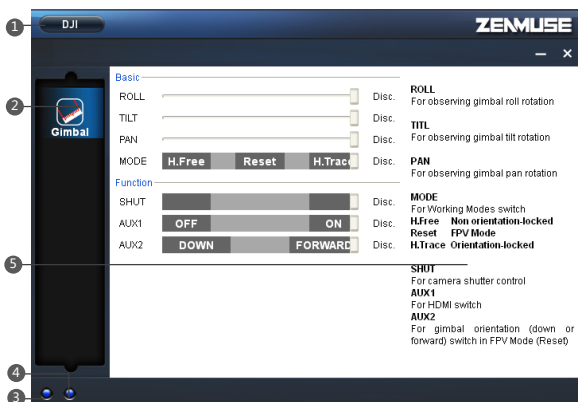 1 DJI ZENMUSE
2 Gimbal
Basic
ROLL Disc.
TILT Disc.
PAN Disc.
MODE H.Free Reset H.Trace Disc.
Function
SHUT Disc.
AUX1 OFF ON Disc.
AUX2 DOWN FORWARD Disc.
ROLL
For observing gimbal roll rotation
TITL
For observing gimbal tilt rotation
PAN
For observing gimbal pan rotation
MODE
For Working Modes switch
H.Free Non orientation-locked
Reset FPV Mode
H.Trace Orientation-locked
5
SHUT
For camera shutter control
AUX1
For HDMI switch
AUX2
For gimbal orientation (down or
forward) switch in FPV Mode (Reset)
4
3